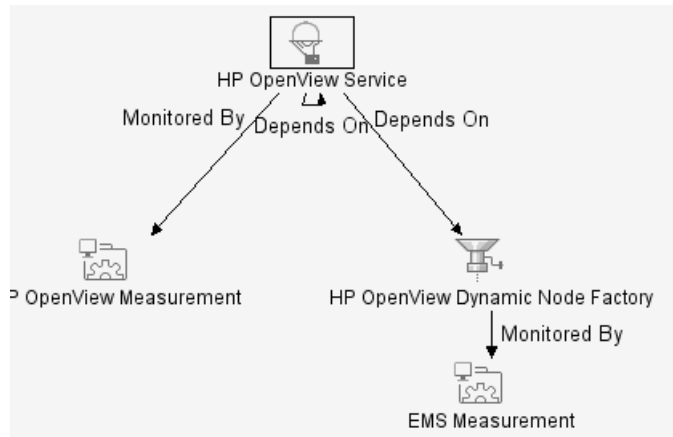 HP OpenView Service
Monitored By
Depends On
Depends On
P OpenView Measurement
HP OpenView Dynamic Node Factory
Monitored By
EMS Measurement